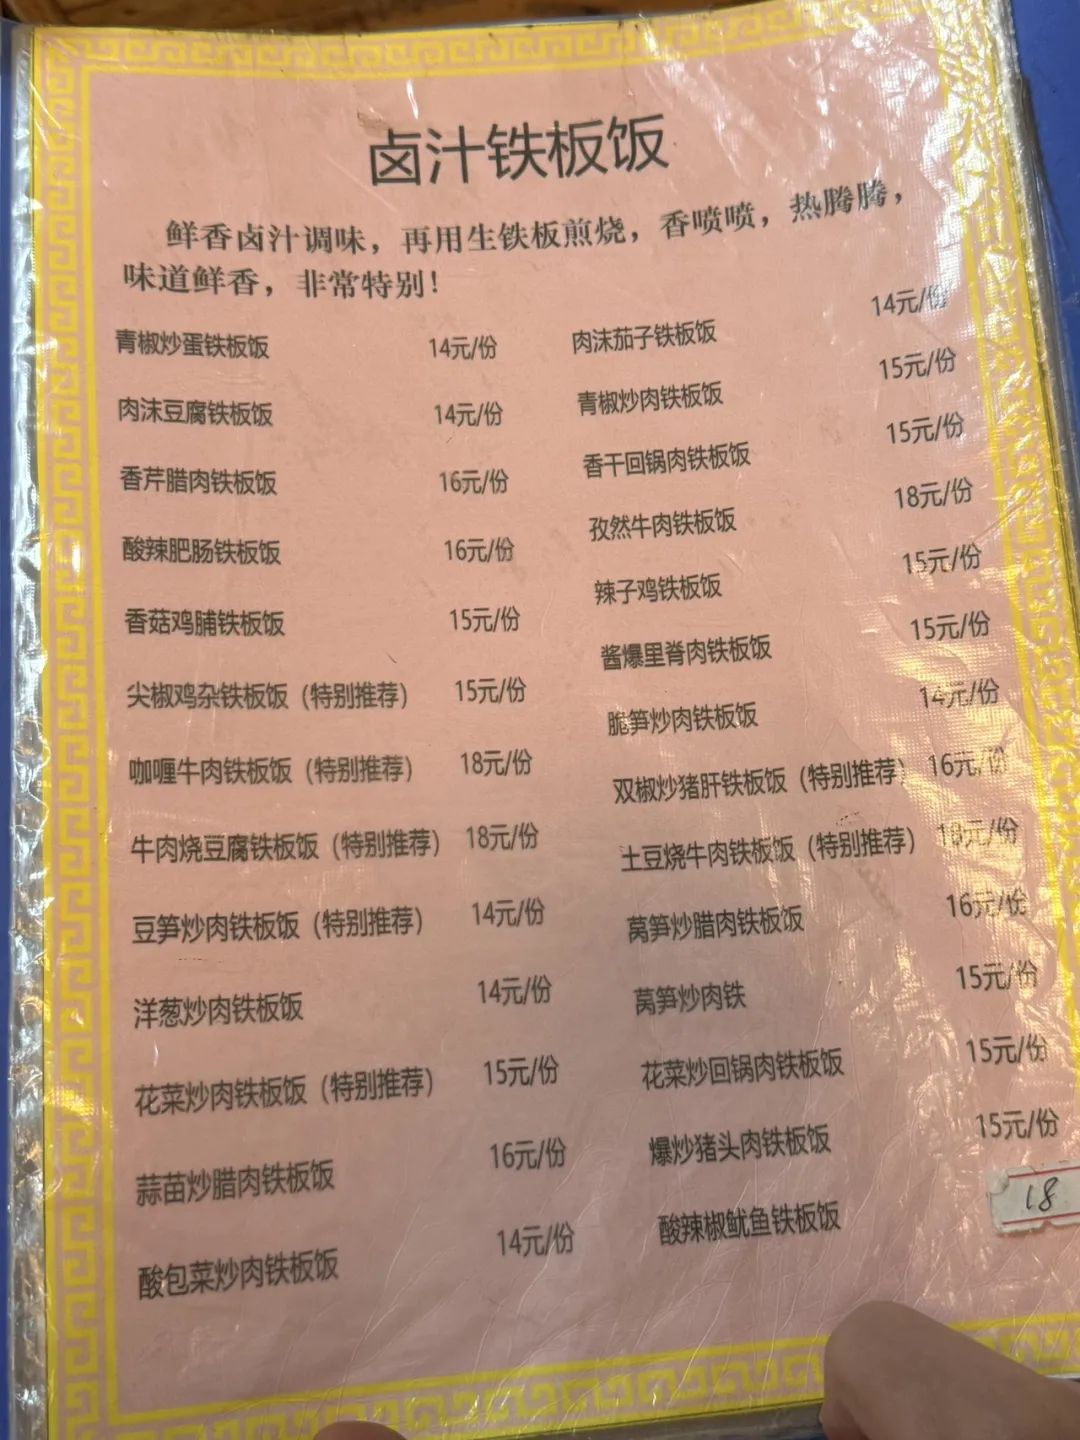 卤汁铁板饭
鲜香卤汁调味，再用生铁板煎烧，香喷喷，热腾腾，
味道鲜香，非常特别！
青椒炒蛋铁板饭 14元/份
肉沫豆腐铁板饭 14元/份
香芹腊肉铁板饭 16元/份
酸辣肥肠铁板饭 16元/份
香菇鸡脯铁板饭 15元/份
尖椒鸡杂铁板饭（特别推荐） 15元/份
咖喱牛肉铁板饭（特别推荐） 18元/份
牛肉烧豆腐铁板饭（特别推荐） 18元/份
豆笋炒肉铁板饭（特别推荐） 14元/份
洋葱炒肉铁板饭 14元/份
花菜炒肉铁板饭（特别推荐） 15元/份
蒜苗炒腊肉铁板饭 16元/份
酸包菜炒肉铁板饭 14元/份
肉沫茄子铁板饭 14元/份
青椒炒肉铁板饭 15元/份
香干回锅肉铁板饭 15元/份
孜然牛肉铁板饭 18元/份
辣子鸡铁板饭 15元/份
酱爆里脊肉铁板饭 15元/份
脆笋炒肉铁板饭 14元/份
双椒炒猪肝铁板饭（特别推荐） 16元/份
土豆烧牛肉铁板饭（特别推荐） 18元/份
莴笋炒腊肉铁板饭 16元/份
莴笋炒肉铁 15元/份
花菜炒回锅肉铁板饭 15元/份
爆炒猪头肉铁板饭 15元/份
酸辣椒鱿鱼铁板饭 18